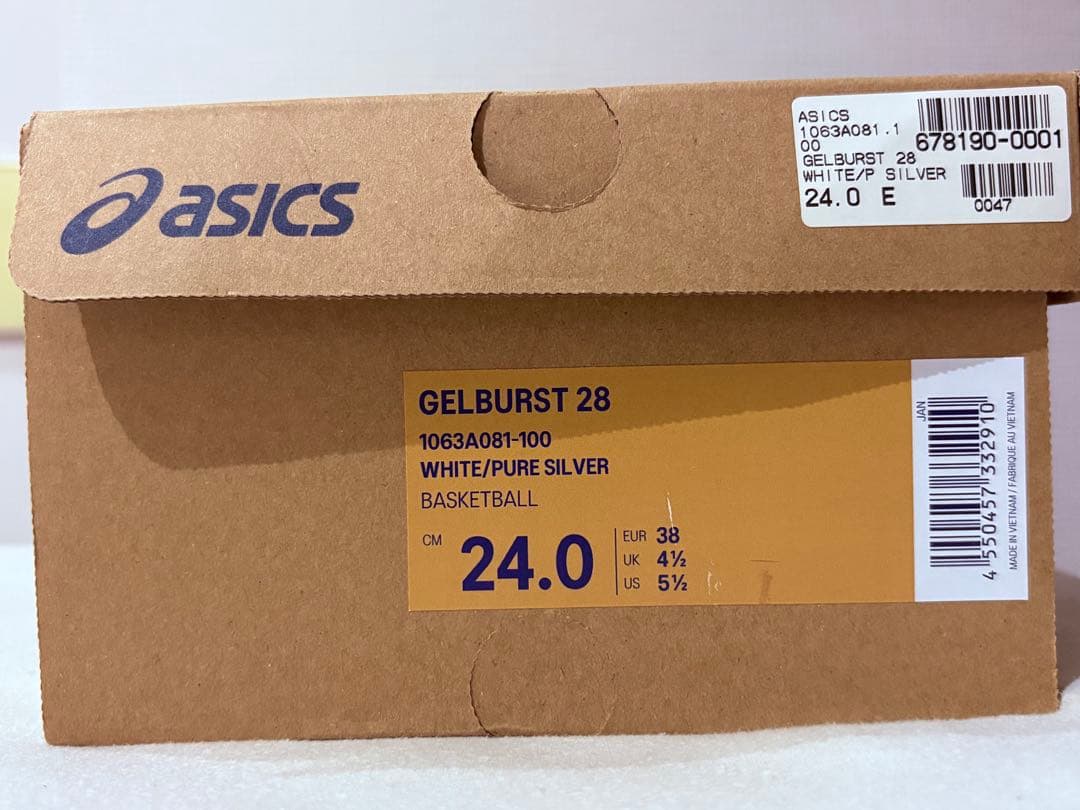 asics
ASICS
1063A081.1
00
678190-0001
GELBURST 28
WHITE/P SILVER
24.0 E
0047
GELBURST 28
1063A081-100
WHITE/PURE SILVER
BASKETBALL
CM 24.0
EUR 38
UK 4½
US 5½
JAN
4 550457 332910
MADE IN VIETNAM / FABRIQUE AU VIETNAM